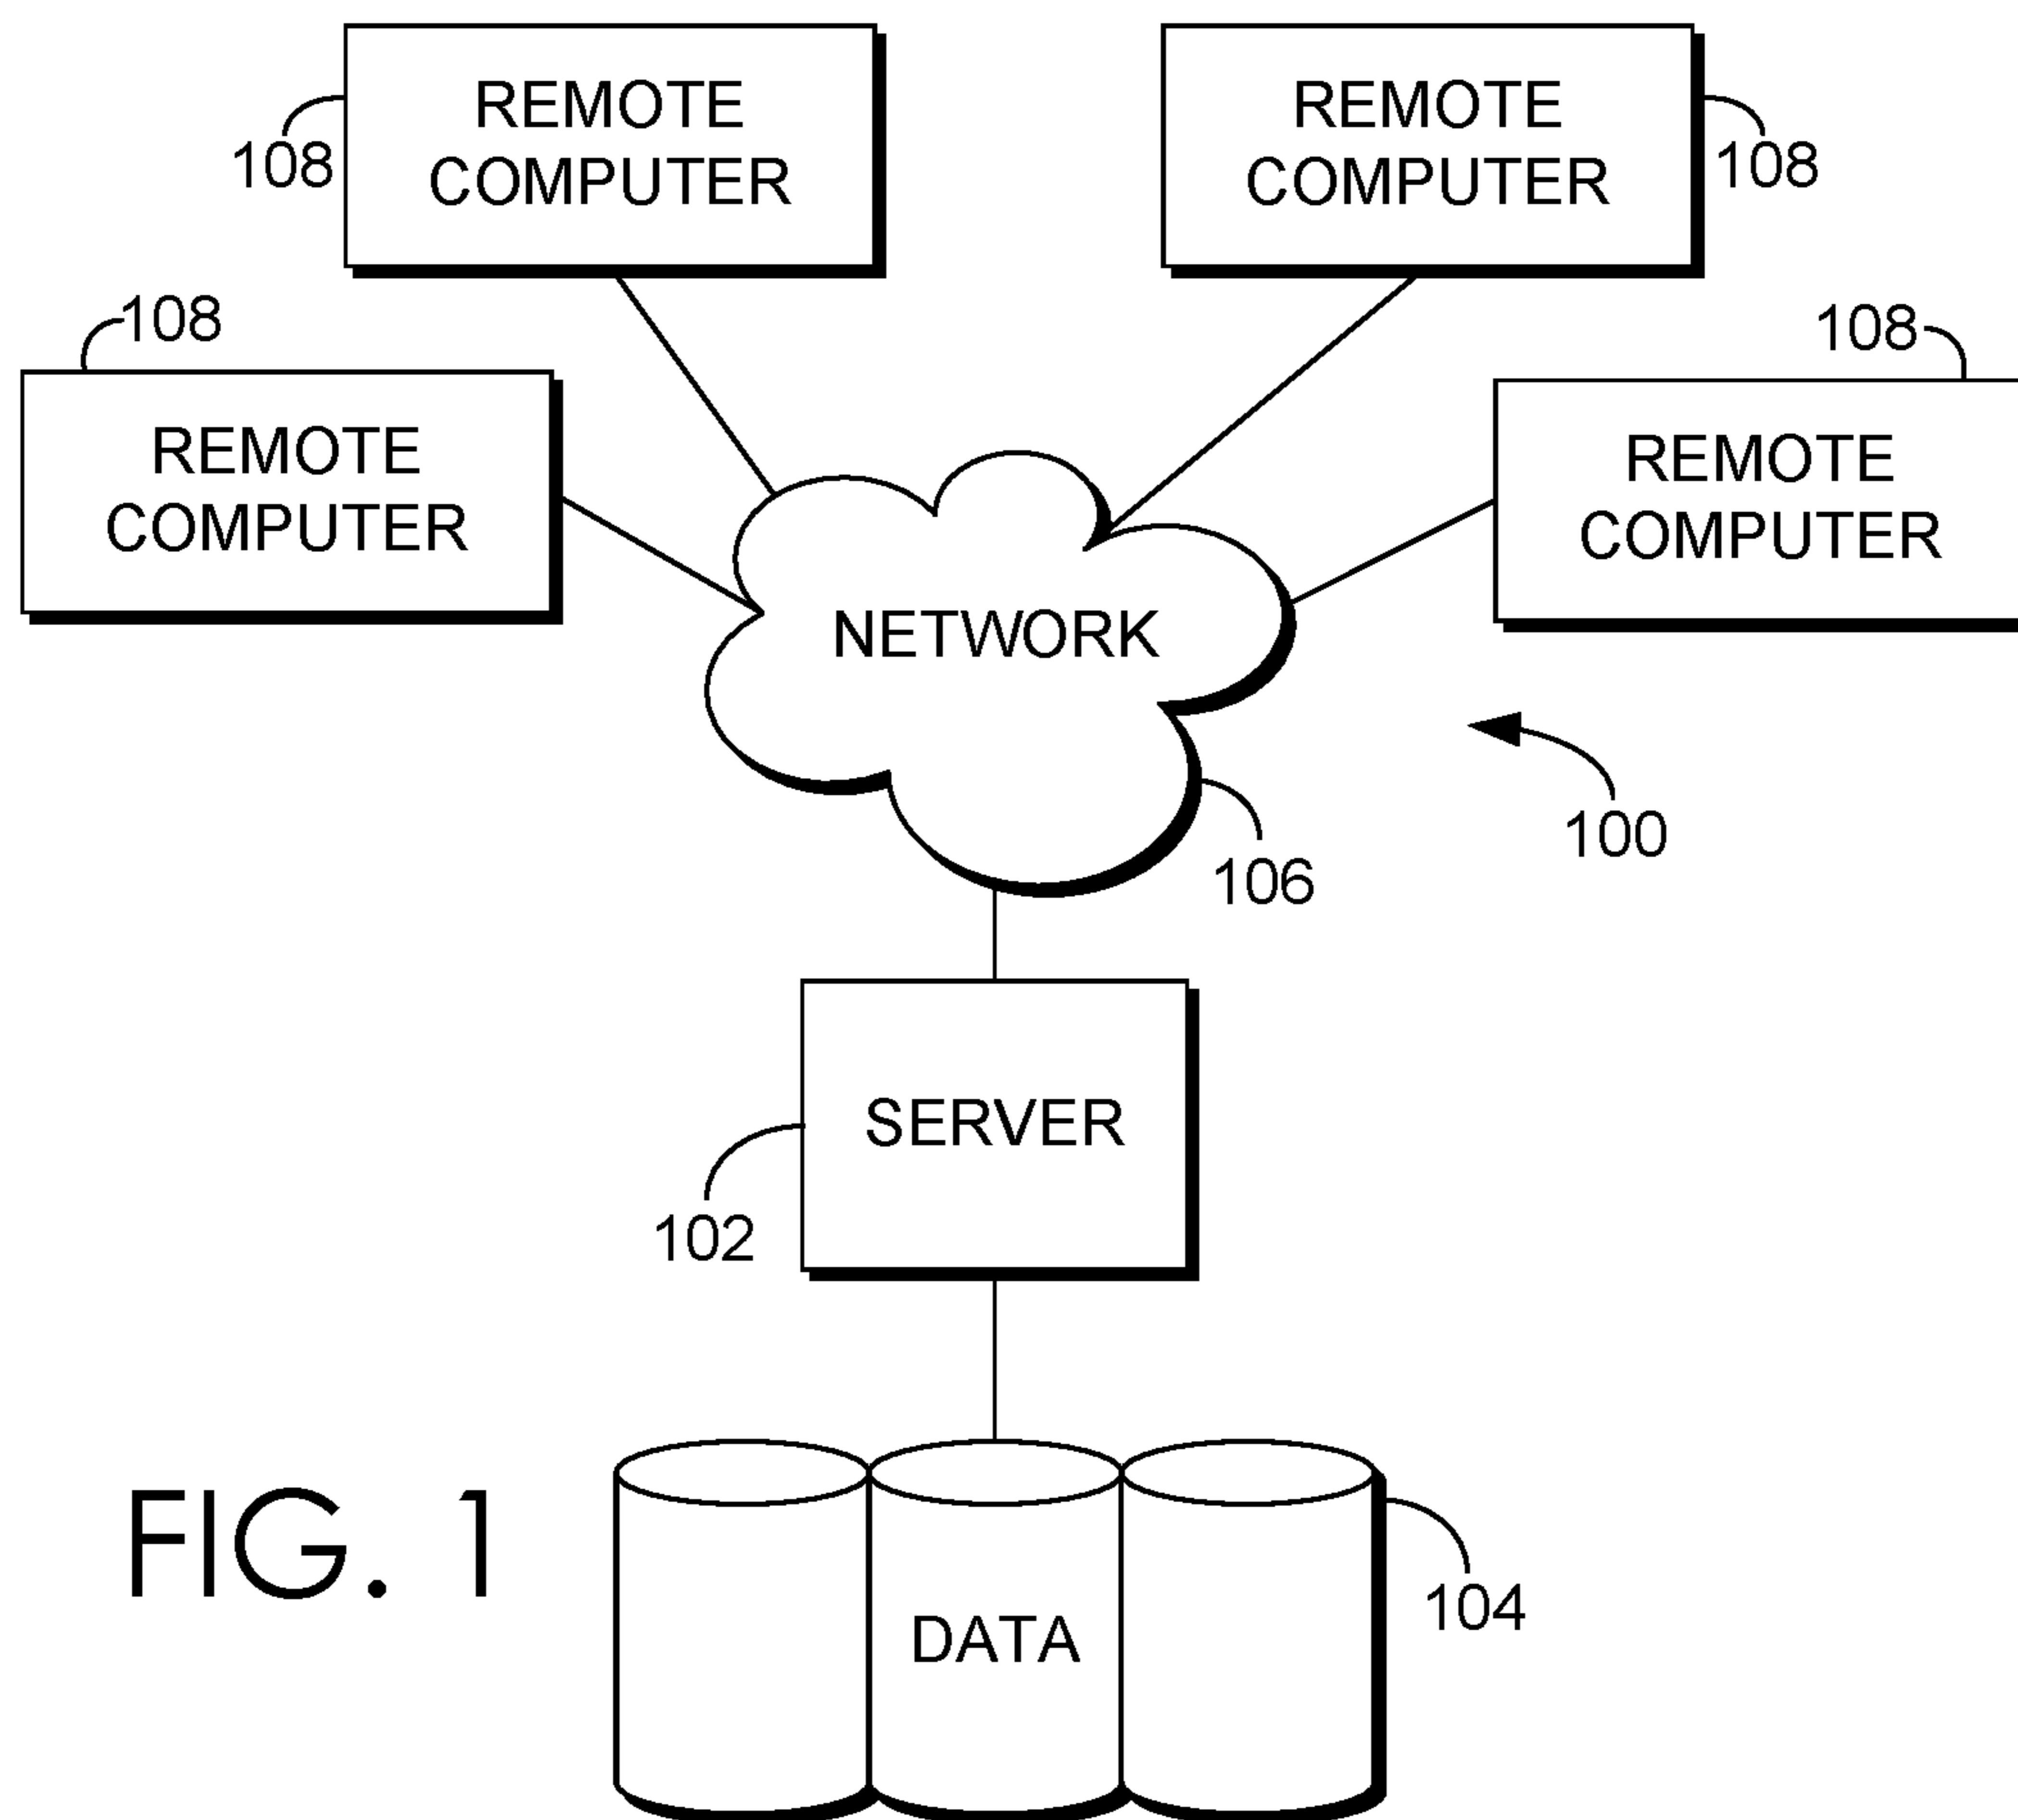 REMOTE
COMPUTER
108
REMOTE
COMPUTER
108
108
REMOTE
COMPUTER
108
REMOTE
COMPUTER
NETWORK
100
106
SERVER
102
FIG. 1
DATA
104